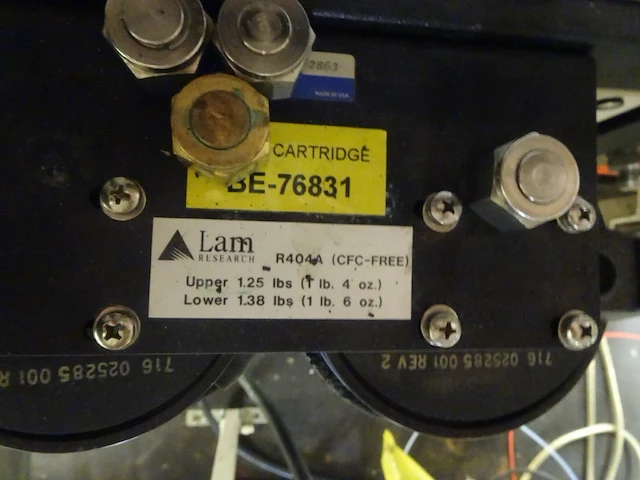 2863
MADE IN USA
CARTRIDGE
BE-76831
Lam
RESEARCH
R404A (CFC-FREE)
Upper 1.25 lbs (1 lb. 4 oz.)
Lower 1.38 lbs (1 lb. 6 oz.)
716 025285 001 R
716 025285 001 REV 2